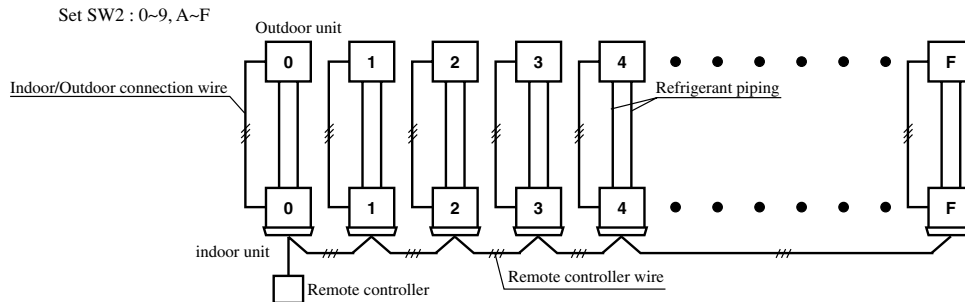 Set SW2 : 0~9, A~F
Outdoor unit
0 1 2 3 4 F
Indoor/Outdoor connection wire
Refrigerant piping
0 1 2 3 4 F
indoor unit
Remote controller wire
Remote controller